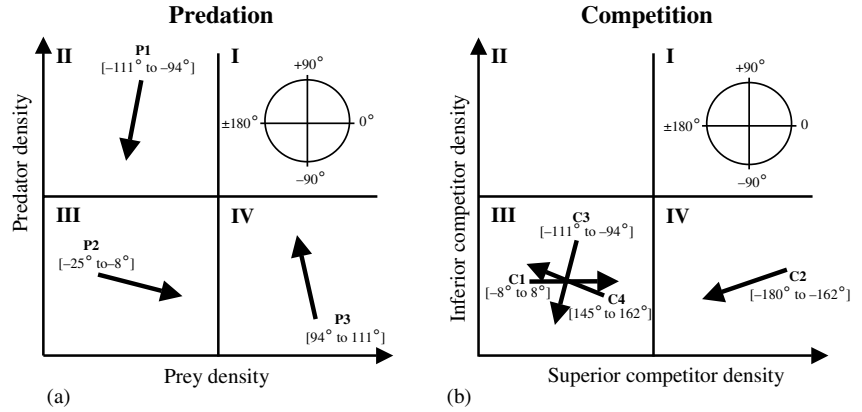 Predation
II
P1
[–111° to –94°]
I
+90°
±180°
0°
–90°
III
P2
[–25° to–8°]
IV
P3
[94° to 111°]
Predator density
Prey density
(a)
Competition
II
I
+90°
±180°
0
–90°
III
C3
[–111° to –94°]
C1
[–8° to 8°]
C4
[145° to 162°]
IV
C2
[–180° to –162°]
Inferior competitor density
Superior competitor density
(b)